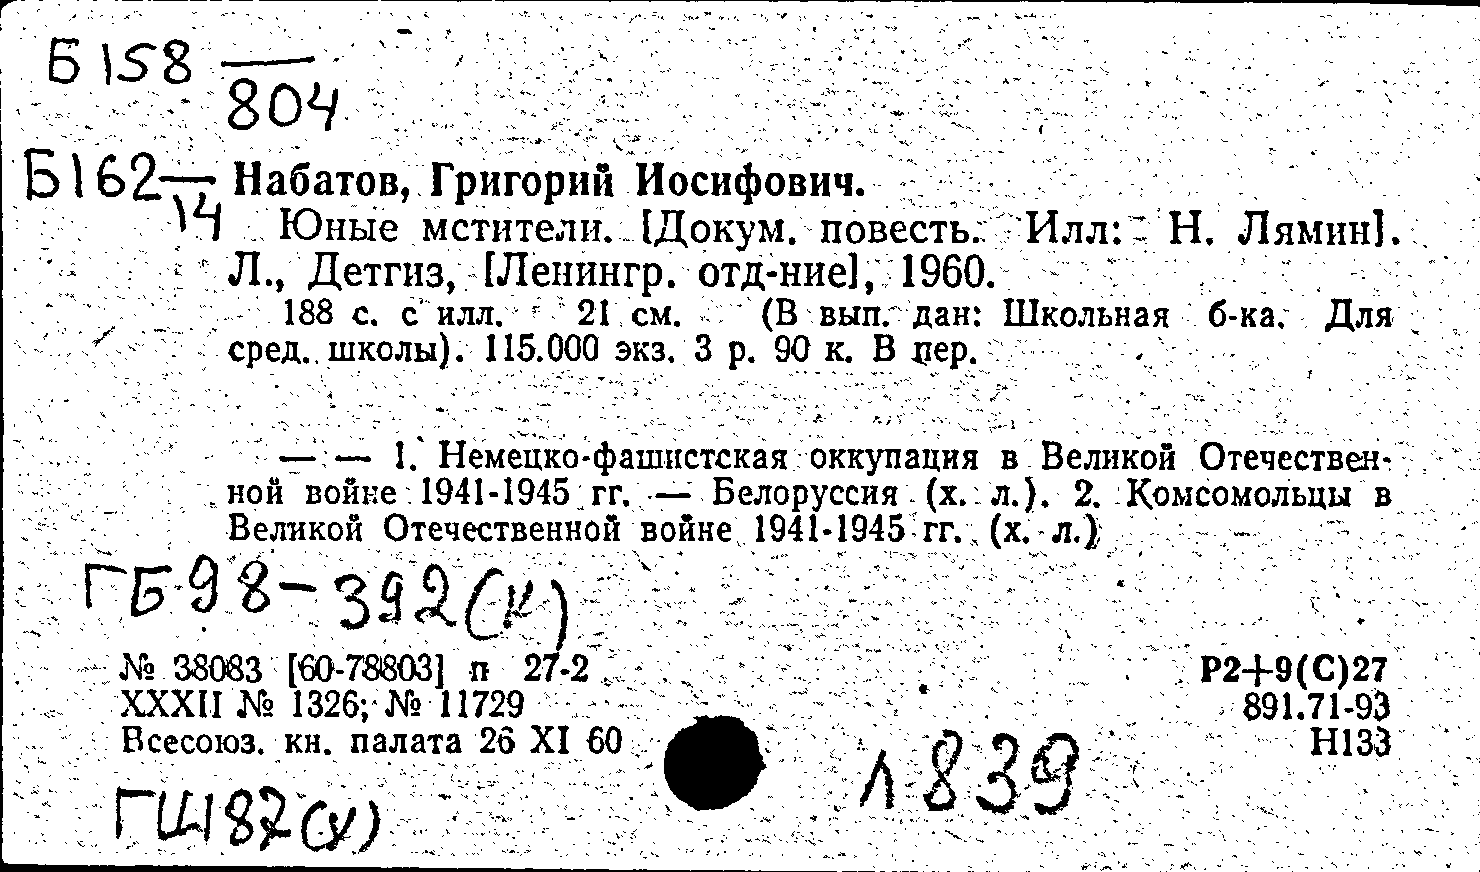 Б 158 —
804
Б162— Набатов, Григорий Иосифович.
14 Юные мстители. [Докум. повесть. Илл: Н. Лямин].
Л., Детгиз, [Ленингр. отд-ние], 1960.
188 с. с илл. 21 см. (В вып. дан: Школьная б-ка. Для
сред. школы). 115.000 экз. 3 р. 90 к. В пер.
— — 1. Немецко-фашистская оккупация в Великой Отечествен-
ной войне 1941-1945 гг. — Белоруссия (х. л.). 2. Комсомольцы в
Великой Отечественной войне 1941-1945 гг. (х. л.)
ГБ 98-392(к)
№ 38083 [60-78803] п 27-2 Р2+9(С)27
XXXII № 1326; № 11729 891.71-93
Всесоюз. кн. палата 26 XI 60 Н133
Л 839